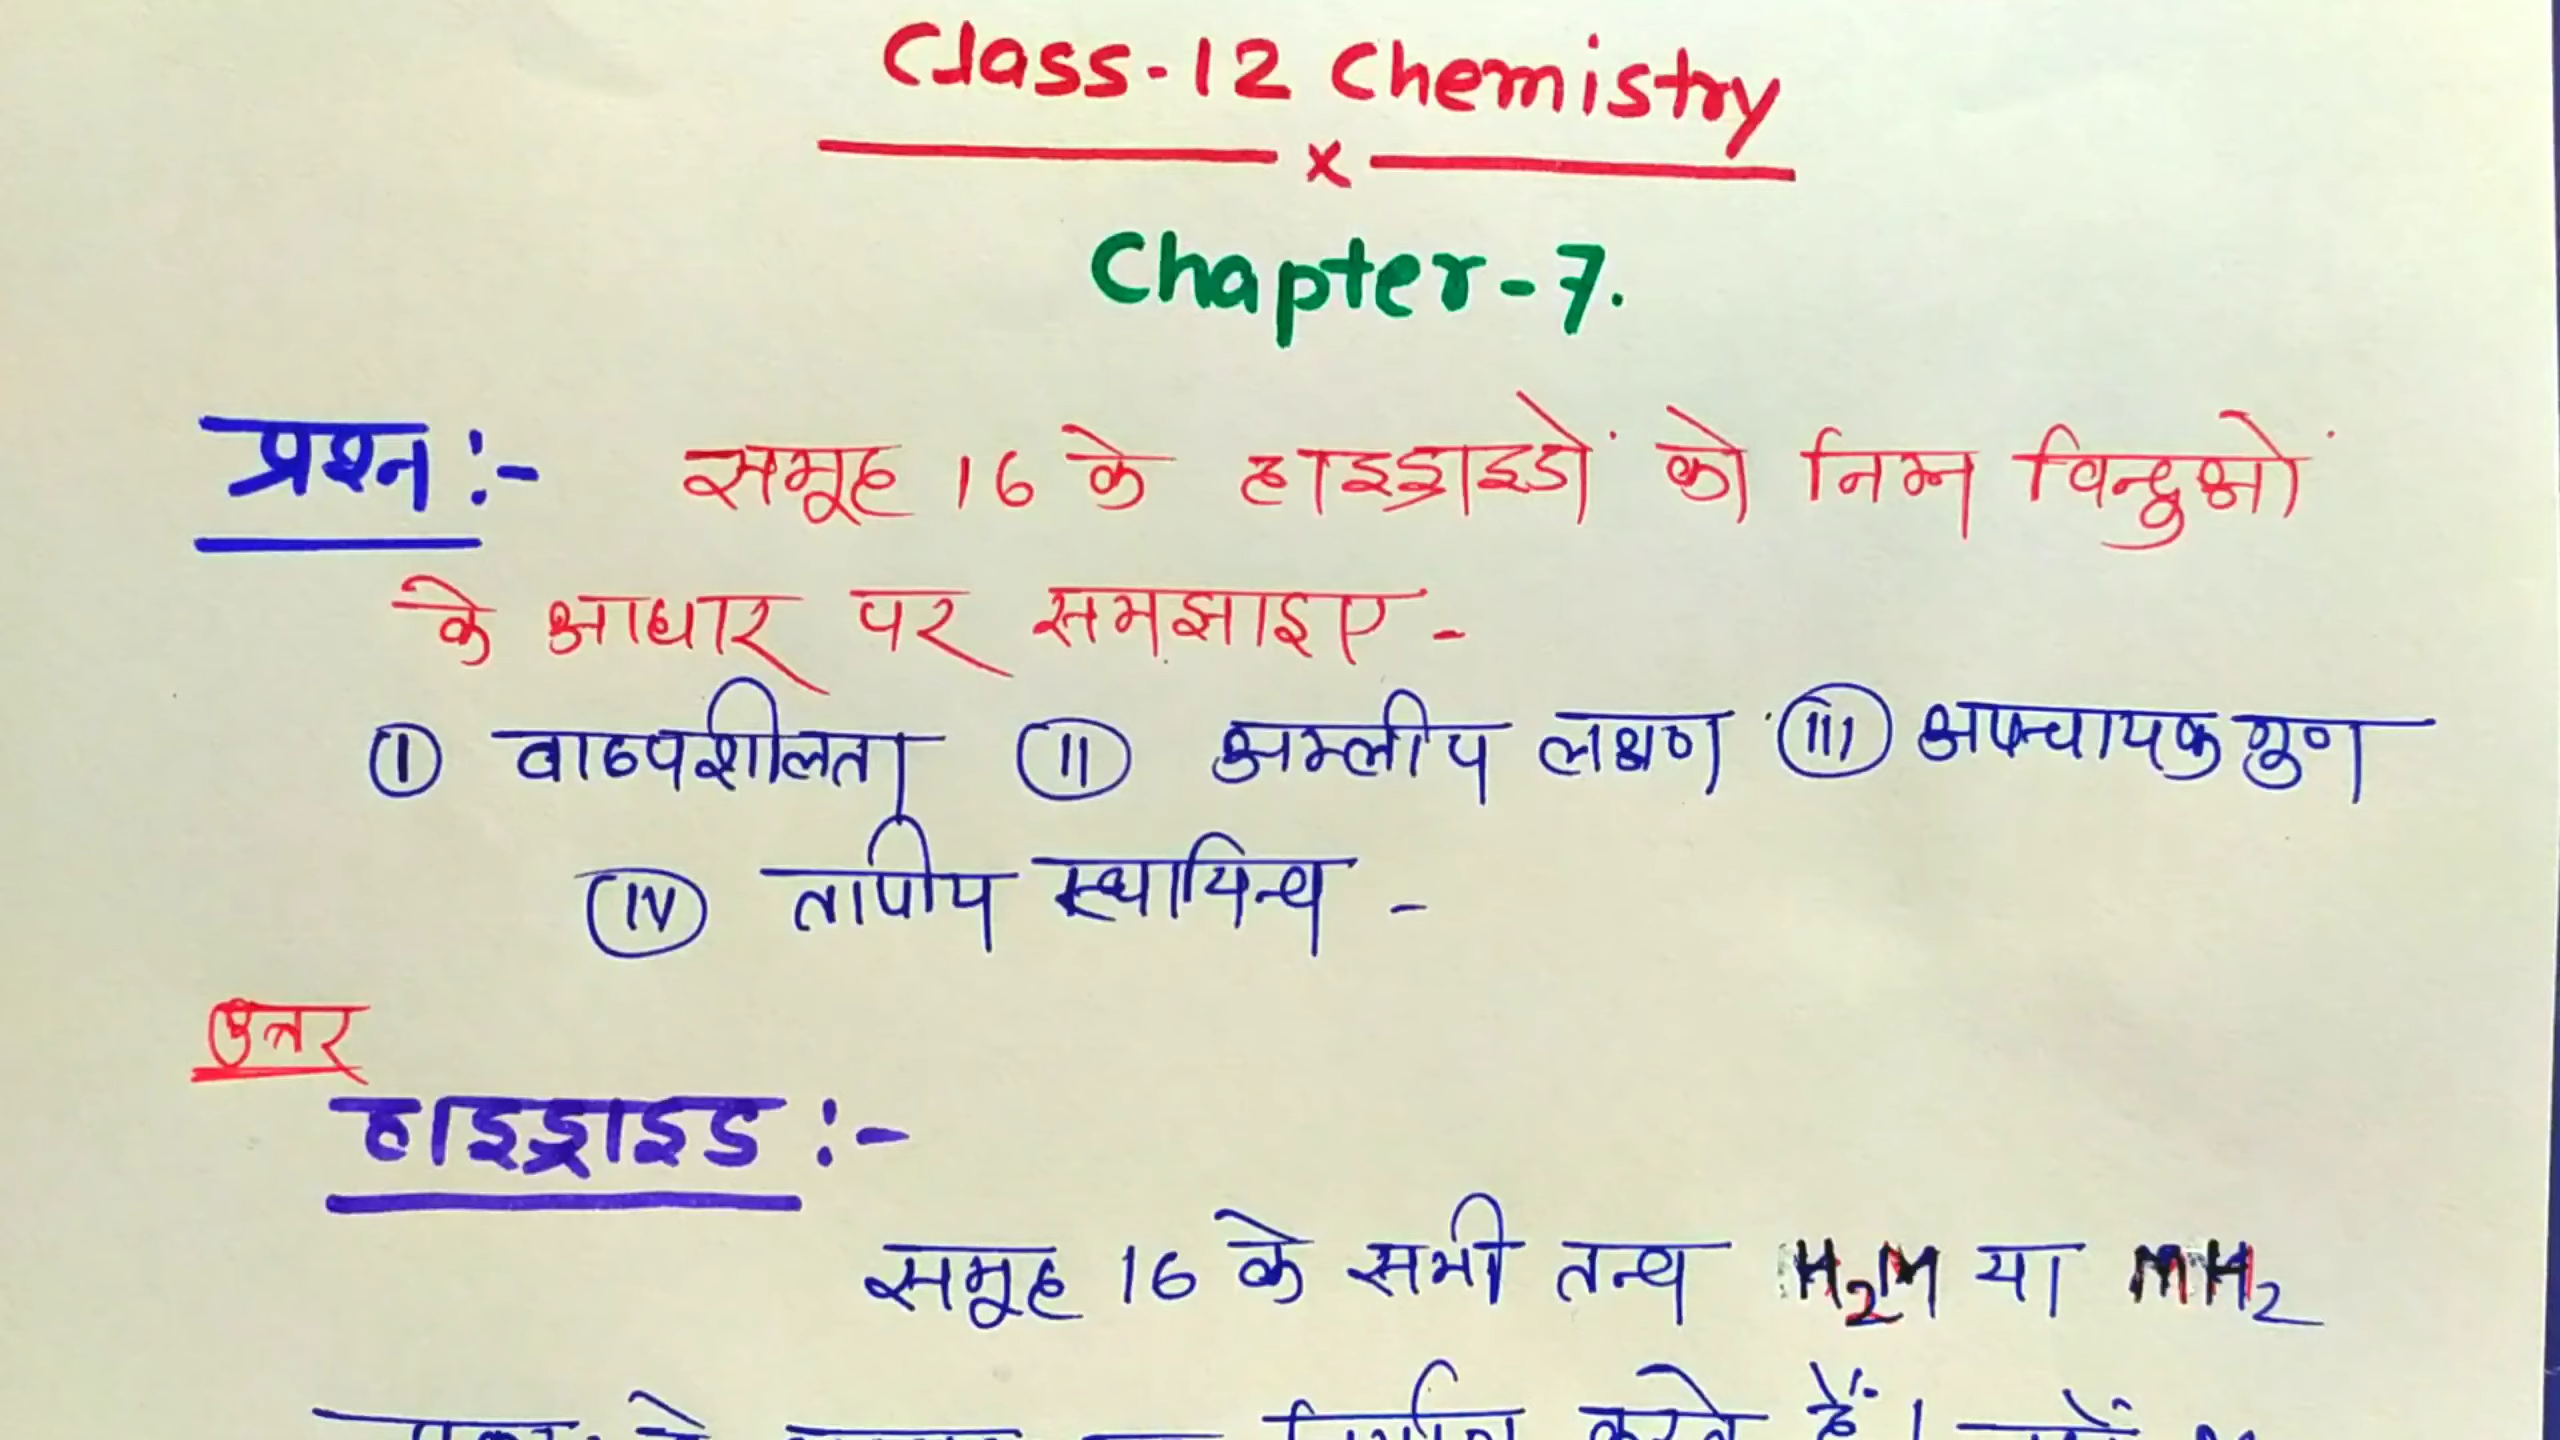 Class-12 Chemistry
x
Chapter-7.
प्रश्न :- समूह 16 के हाइड्राइडों को निम्न विन्दुओं
के आधार पर समझाइए -
(I) वाष्पशीलता (II) अम्लीय लक्षण (III) अपचायक गुण
(IV) तापीय स्थायित्व -
उत्तर
हाइड्राइड :-
समूह 16 के सभी तत्व H₂M या MH₂
निर्माण करते हैं ।